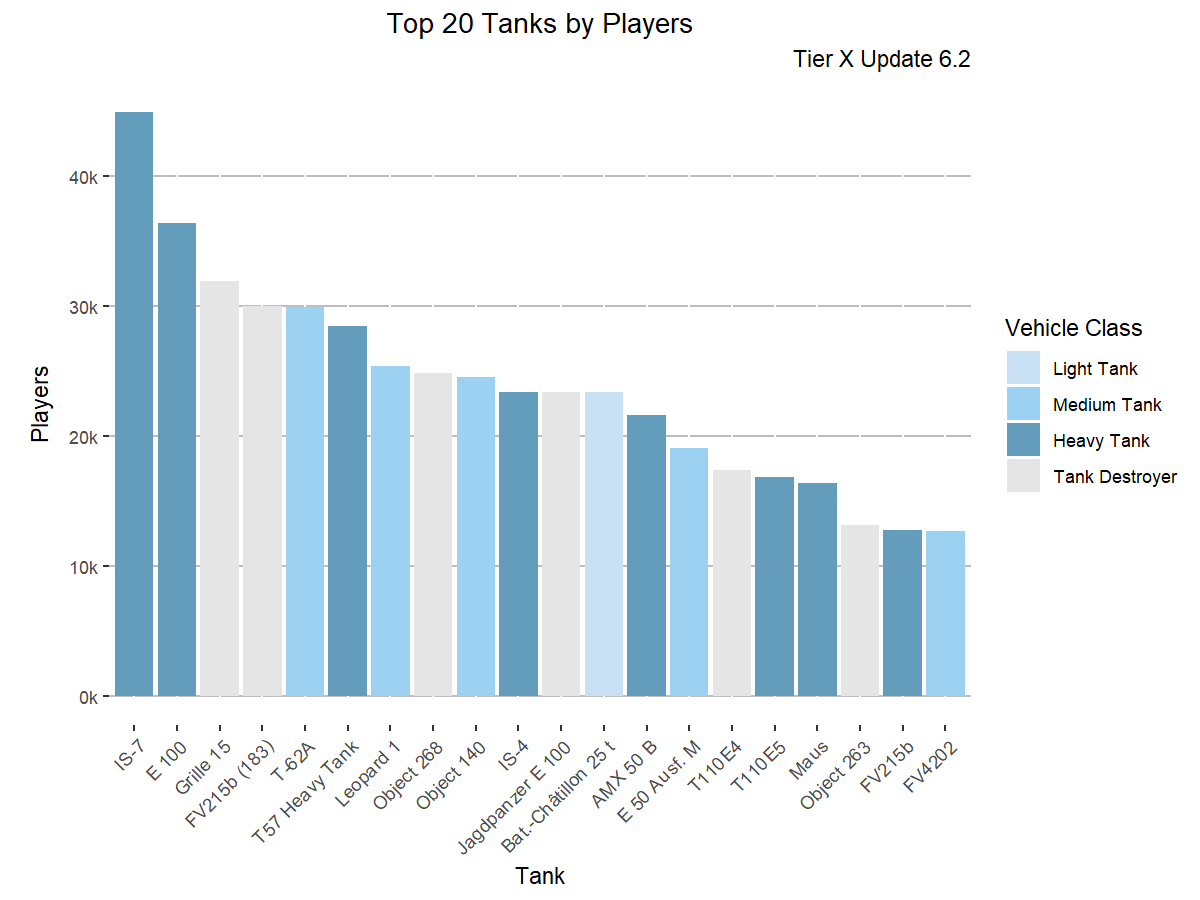 Top 20 Tanks by Players
Tier X Update 6.2
Players
40k
30k
20k
10k
0k
IS-7
E 100
Grille 15
FV215b (183)
T-62A
T57 Heavy Tank
Leopard 1
Object 268
Object 140
IS-4
Jagdpanzer E 100
Bat.-Châtillon 25 t
AMX 50 B
E 50 Ausf. M
T110E4
T110E5
Maus
Object 263
FV215b
FV4202
Tank
Vehicle Class
Light Tank
Medium Tank
Heavy Tank
Tank Destroyer